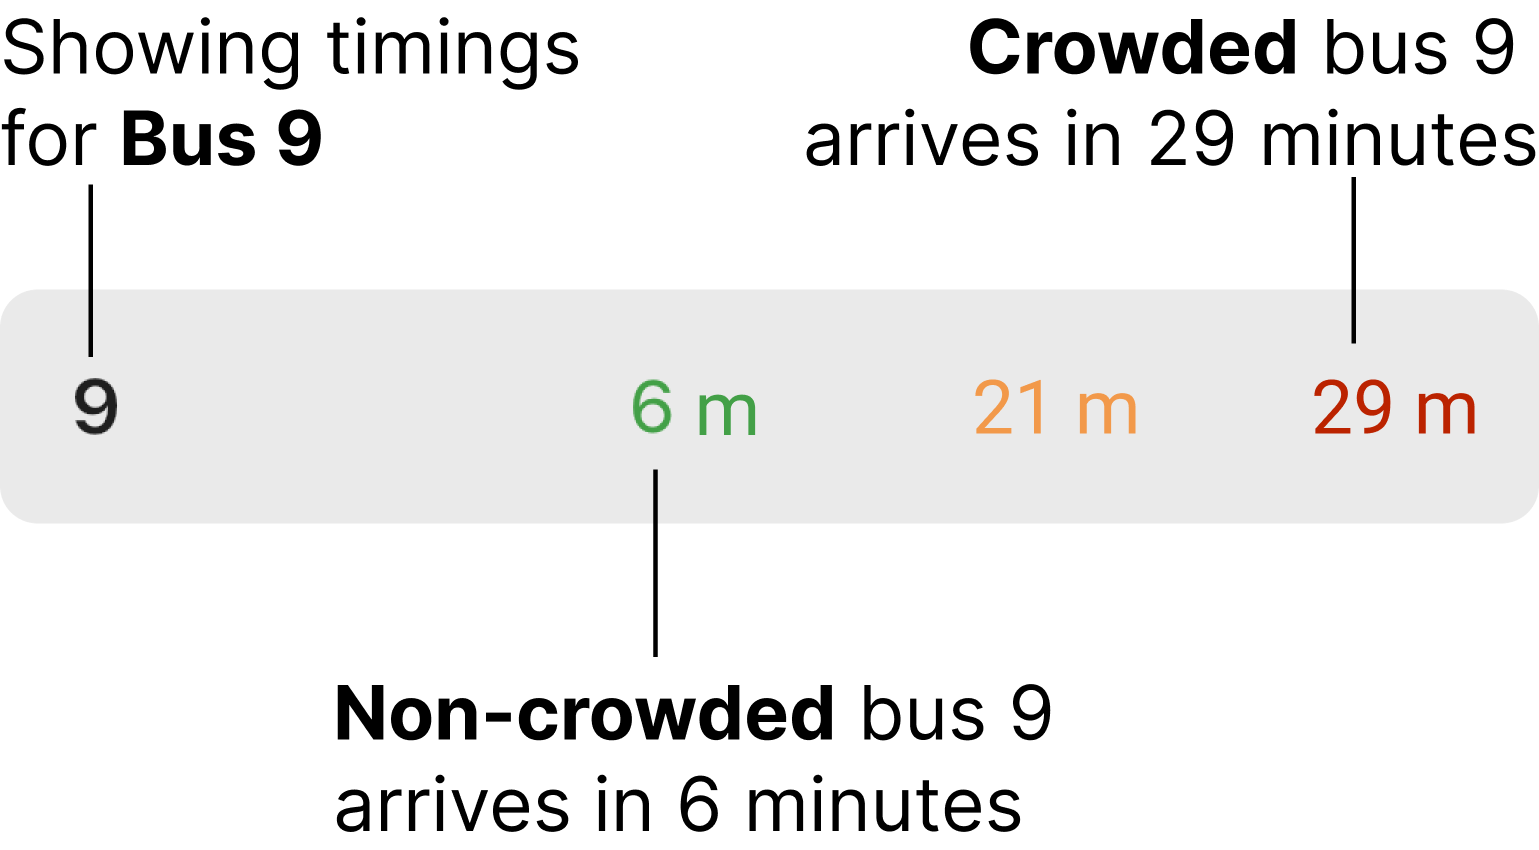 Showing timings
for Bus 9
Crowded bus 9
arrives in 29 minutes
9 6 m 21 m 29 m
Non-crowded bus 9
arrives in 6 minutes